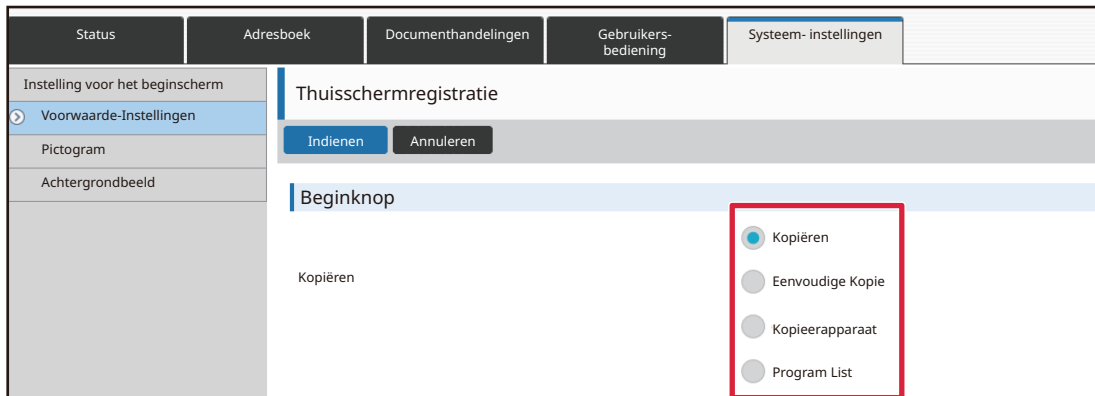 Status
Adresboek
Documenthandelingen
Gebruikers-
bediening
Systeem- instellingen
Instelling voor het beginscherm
Voorwaarde-Instellingen
Pictogram
Achtergrondbeeld
Thuisschermregistratie
Indienen
Annuleren
Beginknop
Kopiëren
Kopiëren
Eenvoudige Kopie
Kopieerapparaat
Program List